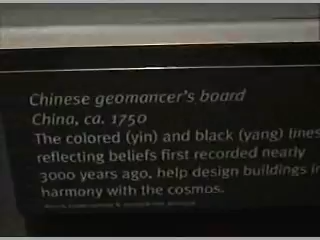 Chinese geomancer's board
China, ca. 1750
The colored (yin) and black (yang) lines
reflecting beliefs first recorded nearly
3000 years ago, help design buildings in
harmony with the cosmos.